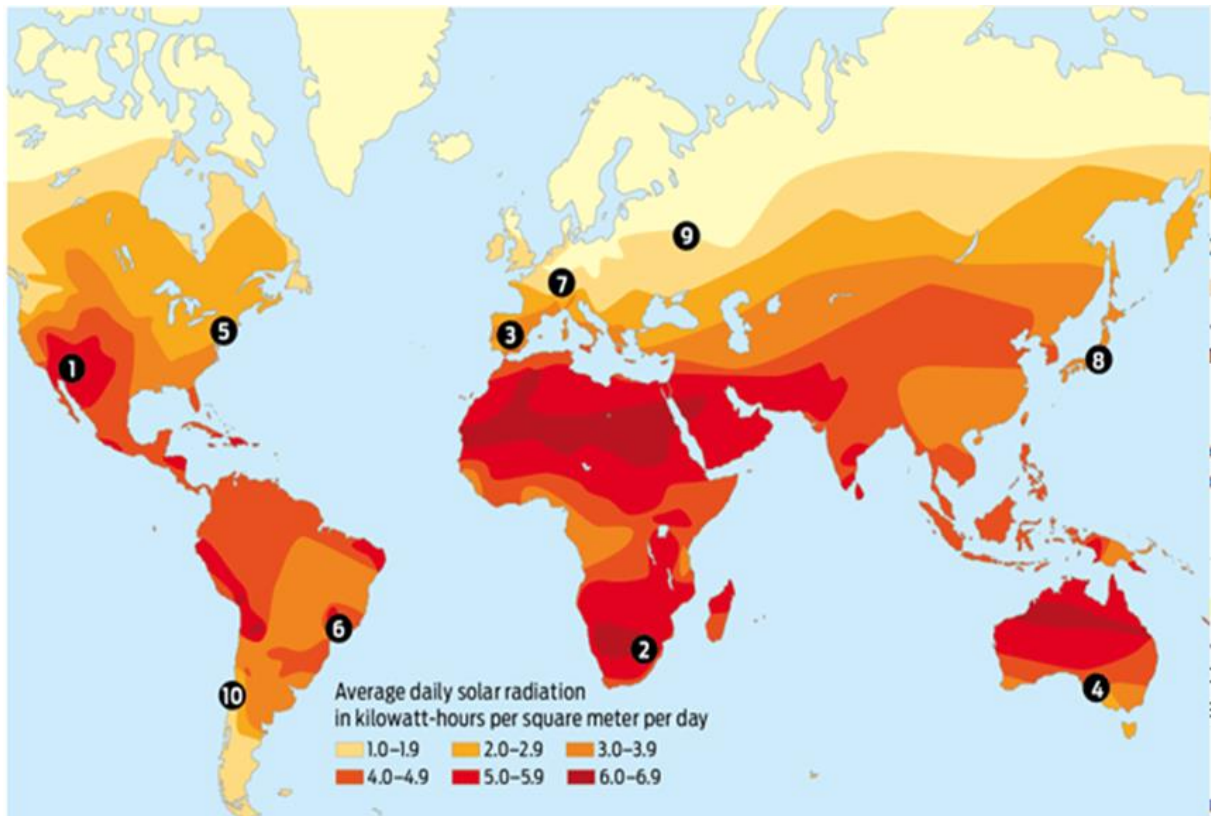 9
7
5
3
1
8
6
2
10
4
Average daily solar radiation
in kilowatt-hours per square meter per day
1.0–1.9 2.0–2.9 3.0–3.9
4.0–4.9 5.0–5.9 6.0–6.9